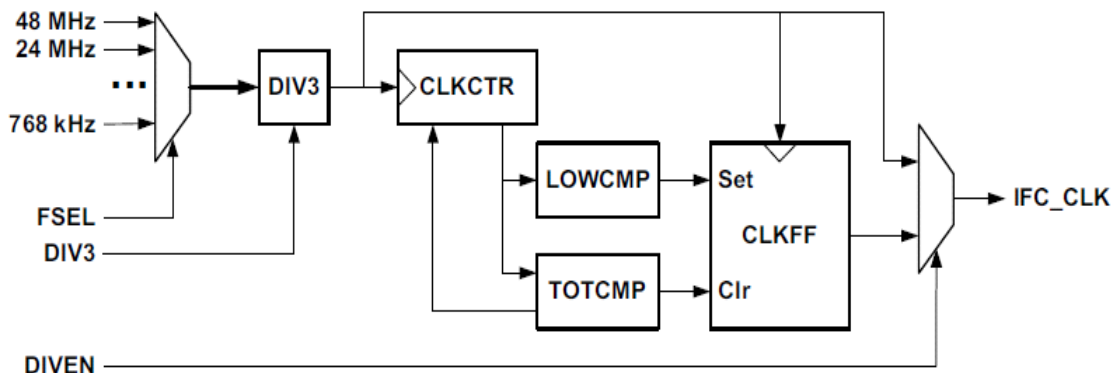 48 MHz
24 MHz
...
768 kHz
FSEL
DIV3
DIVEN
DIV3
CLKCTR
LOWCMP
TOTCMP
Set
CLKFF
Clr
IFC_CLK